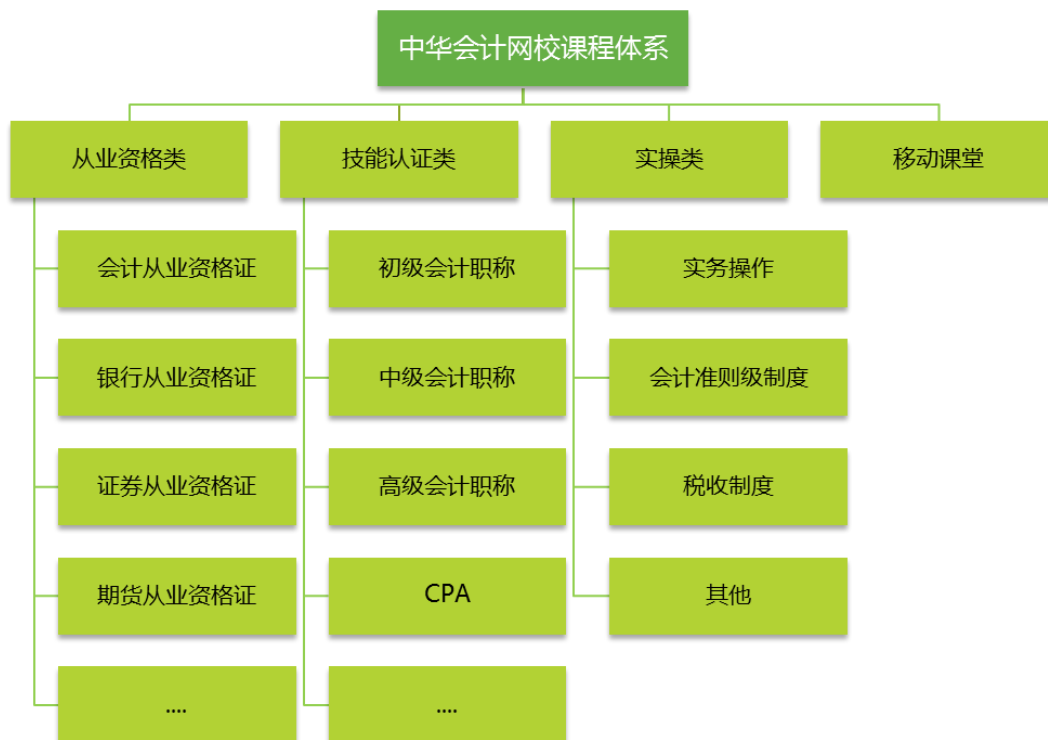 中华会计网校课程体系
从业资格类
技能认证类
实操类
移动课堂
会计从业资格证
初级会计职称
实务操作
银行从业资格证
中级会计职称
会计准则级制度
证券从业资格证
高级会计职称
税收制度
期货从业资格证
CPA
其他
....
....